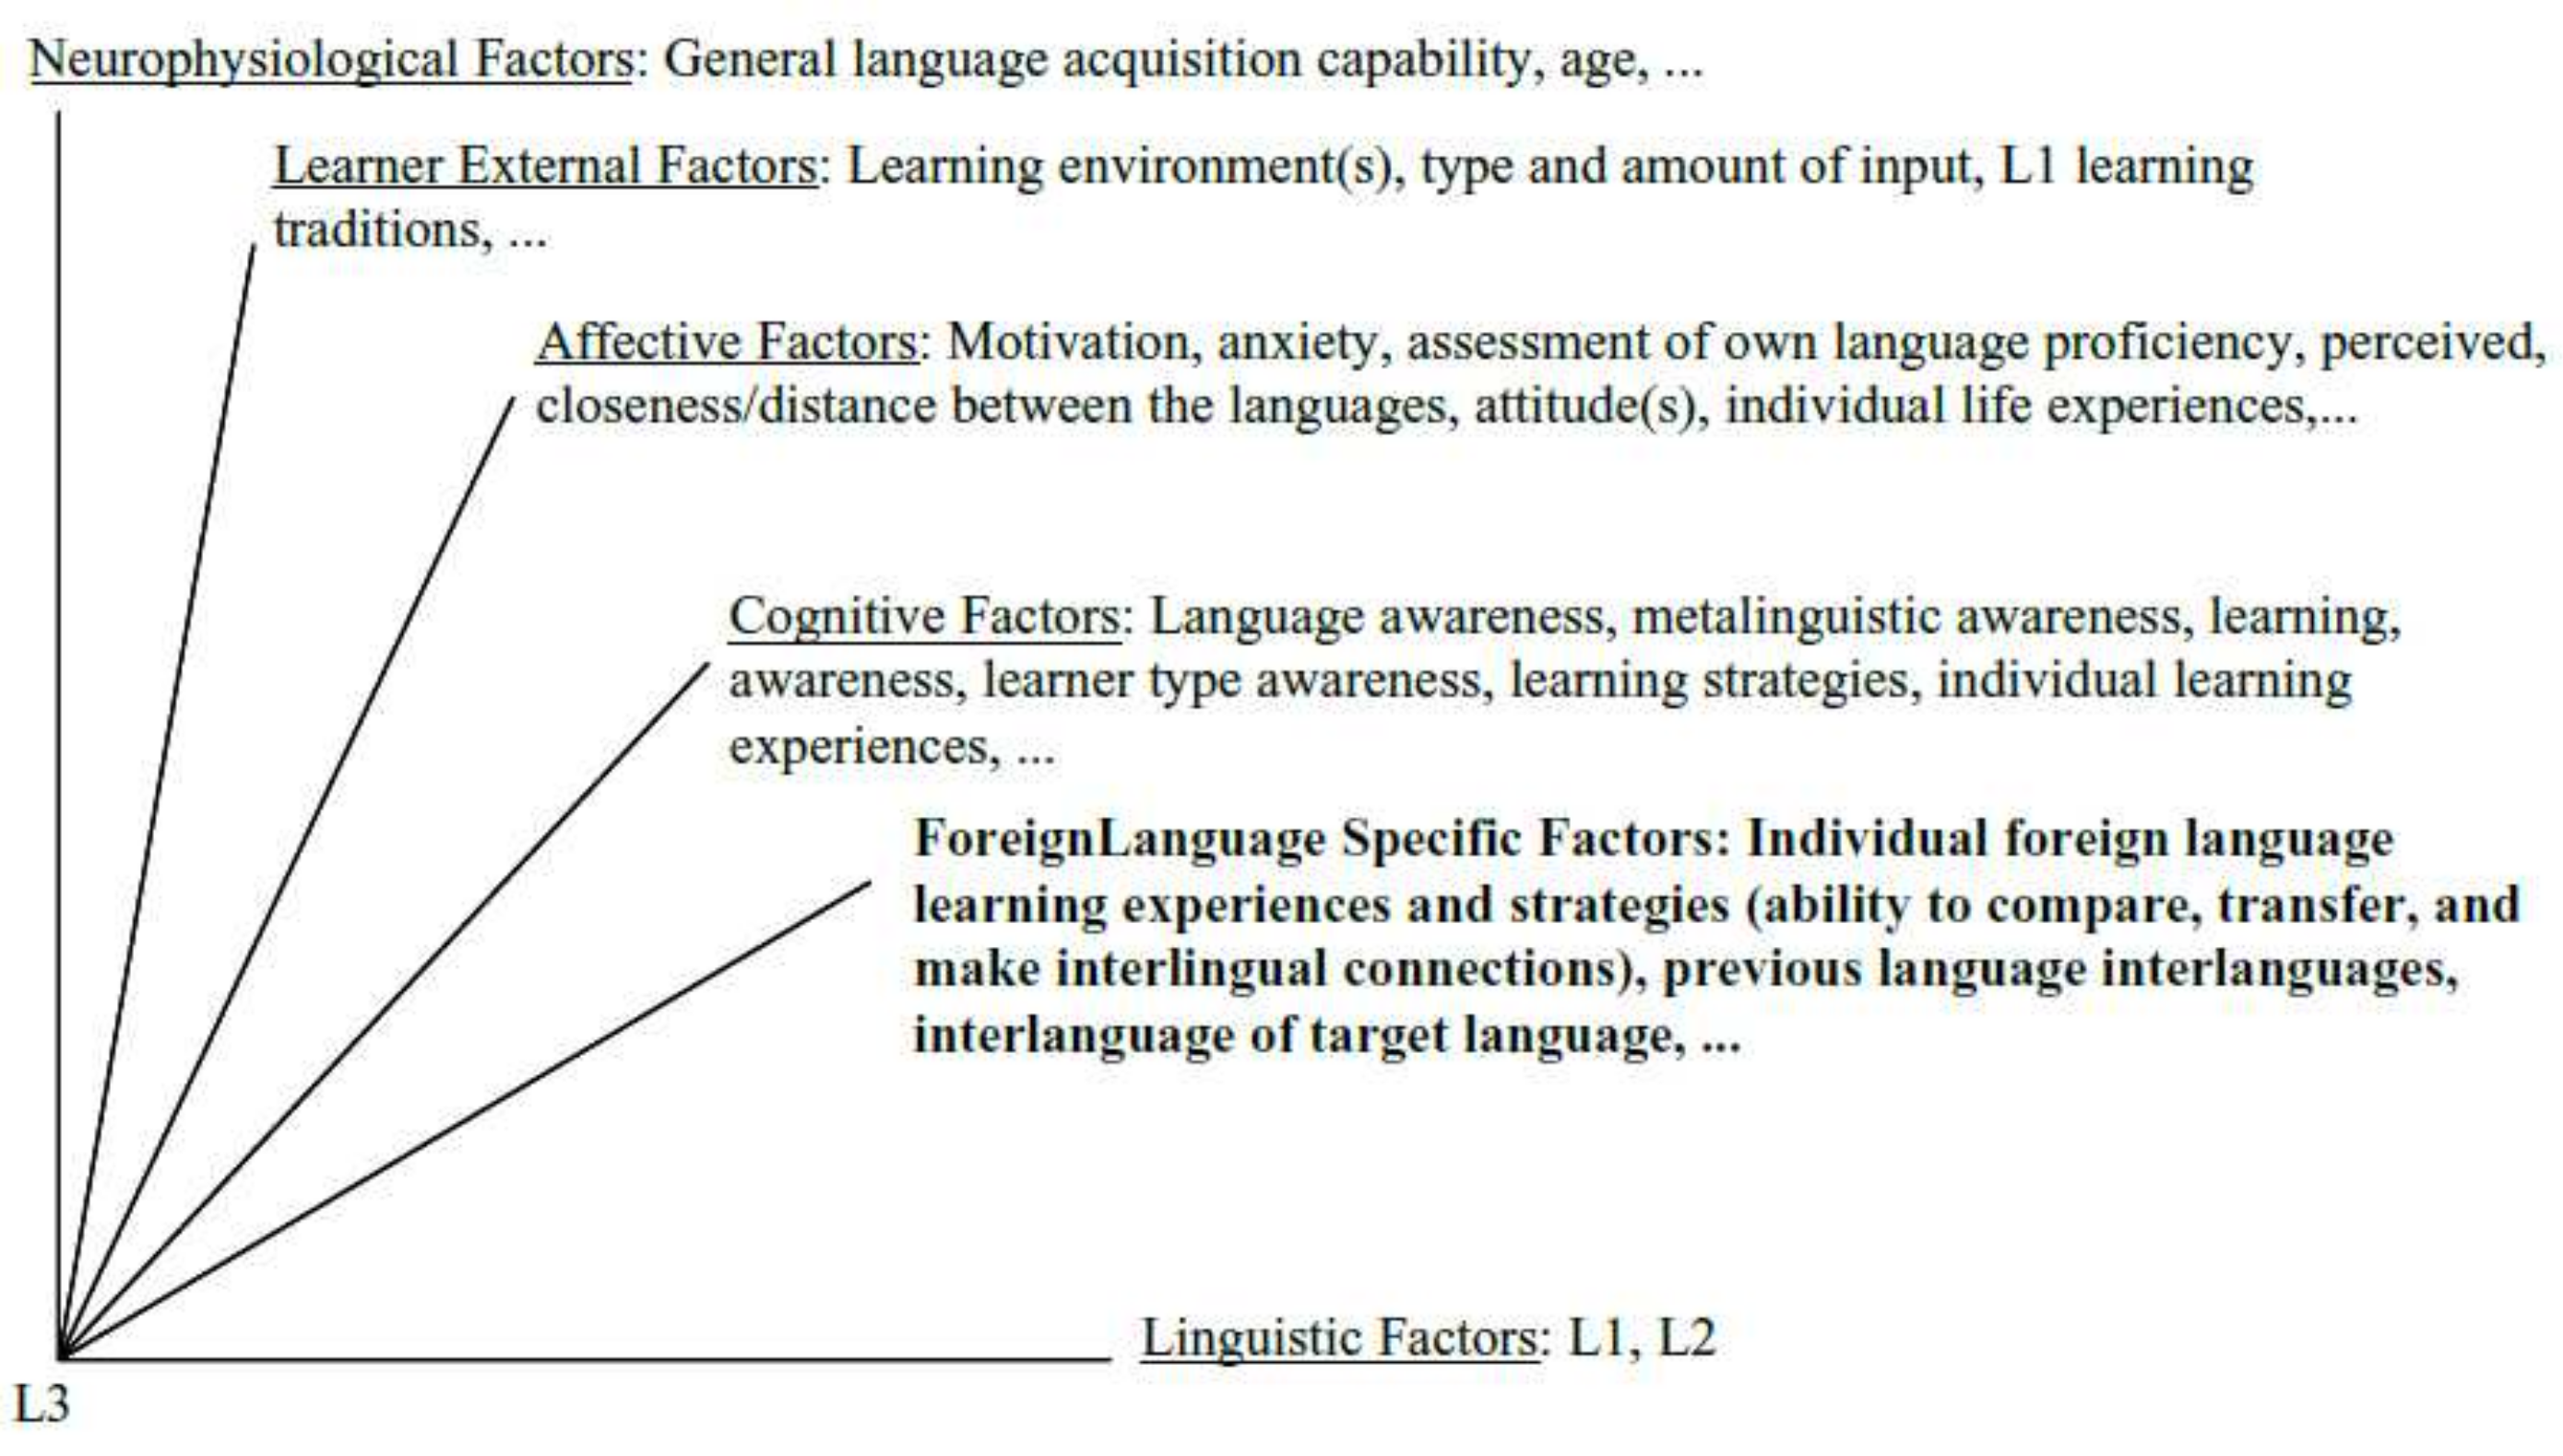 Neurophysiological Factors: General language acquisition capability, age, ...
Learner External Factors: Learning environment(s), type and amount of input, L1 learning
traditions, ...
Affective Factors: Motivation, anxiety, assessment of own language proficiency, perceived,
closeness/distance between the languages, attitude(s), individual life experiences,...
Cognitive Factors: Language awareness, metalinguistic awareness, learning,
awareness, learner type awareness, learning strategies, individual learning
experiences, ...
ForeignLanguage Specific Factors: Individual foreign language
learning experiences and strategies (ability to compare, transfer, and
make interlingual connections), previous language interlanguages,
interlanguage of target language, ...
Linguistic Factors: L1, L2
L3